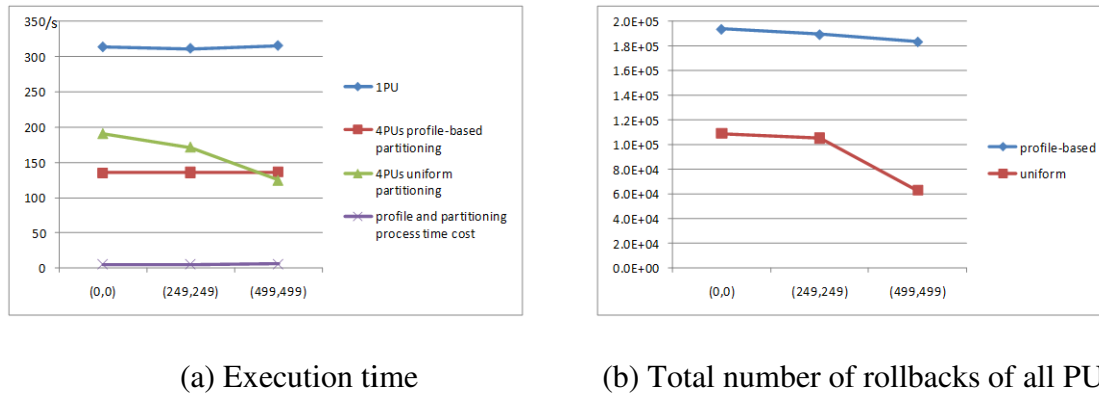 350/s
300
250
200
150
100
50
0
(0,0) (249,249) (499,499)
1PU
4PUs profile-based
partitioning
4PUs uniform
partitioning
profile and partitioning
process time cost
2.0E+05
1.8E+05
1.6E+05
1.4E+05
1.2E+05
1.0E+05
8.0E+04
6.0E+04
4.0E+04
2.0E+04
0.0E+00
(0,0) (249,249) (499,499)
profile-based
uniform
(a) Execution time
(b) Total number of rollbacks of all PU